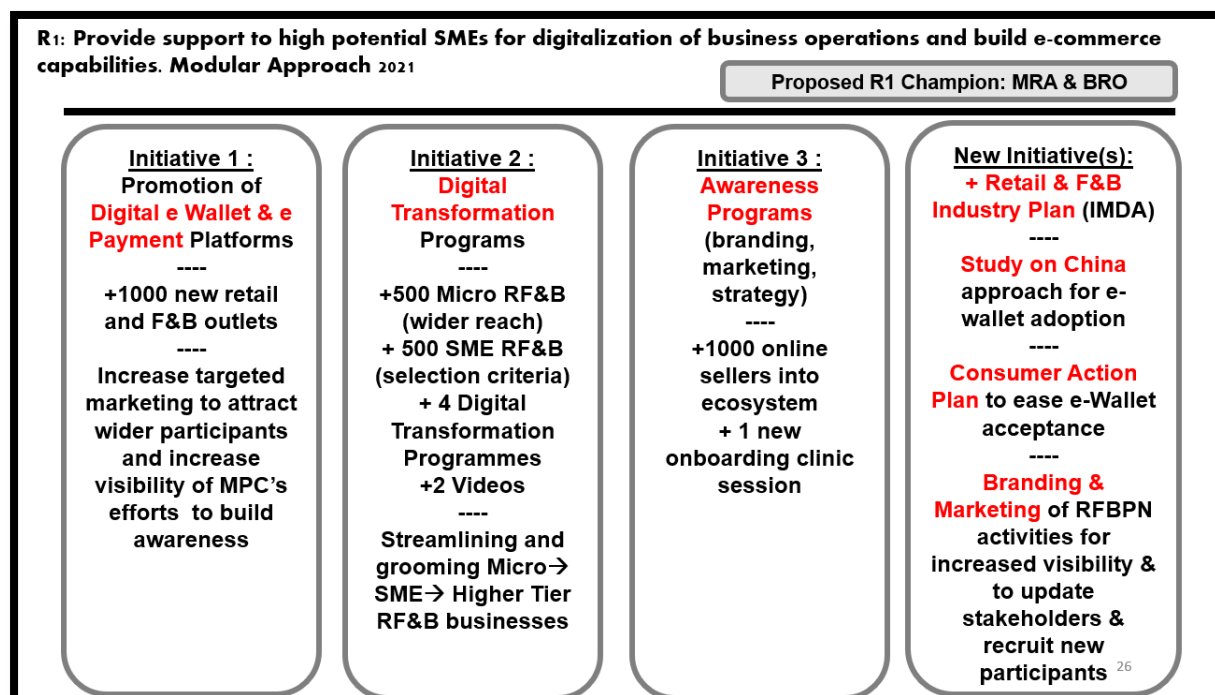 R1: Provide support to high potential SMEs for digitalization of business operations and build e-commerce
capabilities. Modular Approach 2021
Proposed R1 Champion: MRA & BRO
Initiative 1 :
Promotion of
Digital e Wallet & e
Payment Platforms
----
+1000 new retail
and F&B outlets
----
Increase targeted
marketing to attract
wider participants
and increase
visibility of MPC’s
efforts to build
awareness
Initiative 2 :
Digital
Transformation
Programs
----
+500 Micro RF&B
(wider reach)
+ 500 SME RF&B
(selection criteria)
+ 4 Digital
Transformation
Programmes
+2 Videos
----
Streamlining and
grooming Micro→
SME→ Higher Tier
RF&B businesses
Initiative 3 :
Awareness
Programs
(branding,
marketing,
strategy)
----
+1000 online
sellers into
ecosystem
+ 1 new
onboarding clinic
session
New Initiative(s):
+ Retail & F&B
Industry Plan (IMDA)
----
Study on China
approach for e-
wallet adoption
----
Consumer Action
Plan to ease e-Wallet
acceptance
----
Branding &
Marketing of RFBPN
activities for
increased visibility &
to update
stakeholders &
recruit new
participants
26